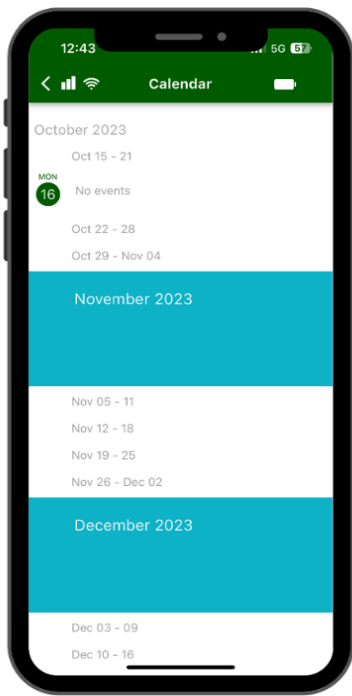 12:43
5G 57
Calendar
October 2023
Oct 15 - 21
MON
16
No events
Oct 22 - 28
Oct 29 - Nov 04
November 2023
Nov 05 - 11
Nov 12 - 18
Nov 19 - 25
Nov 26 - Dec 02
December 2023
Dec 03 - 09
Dec 10 - 16